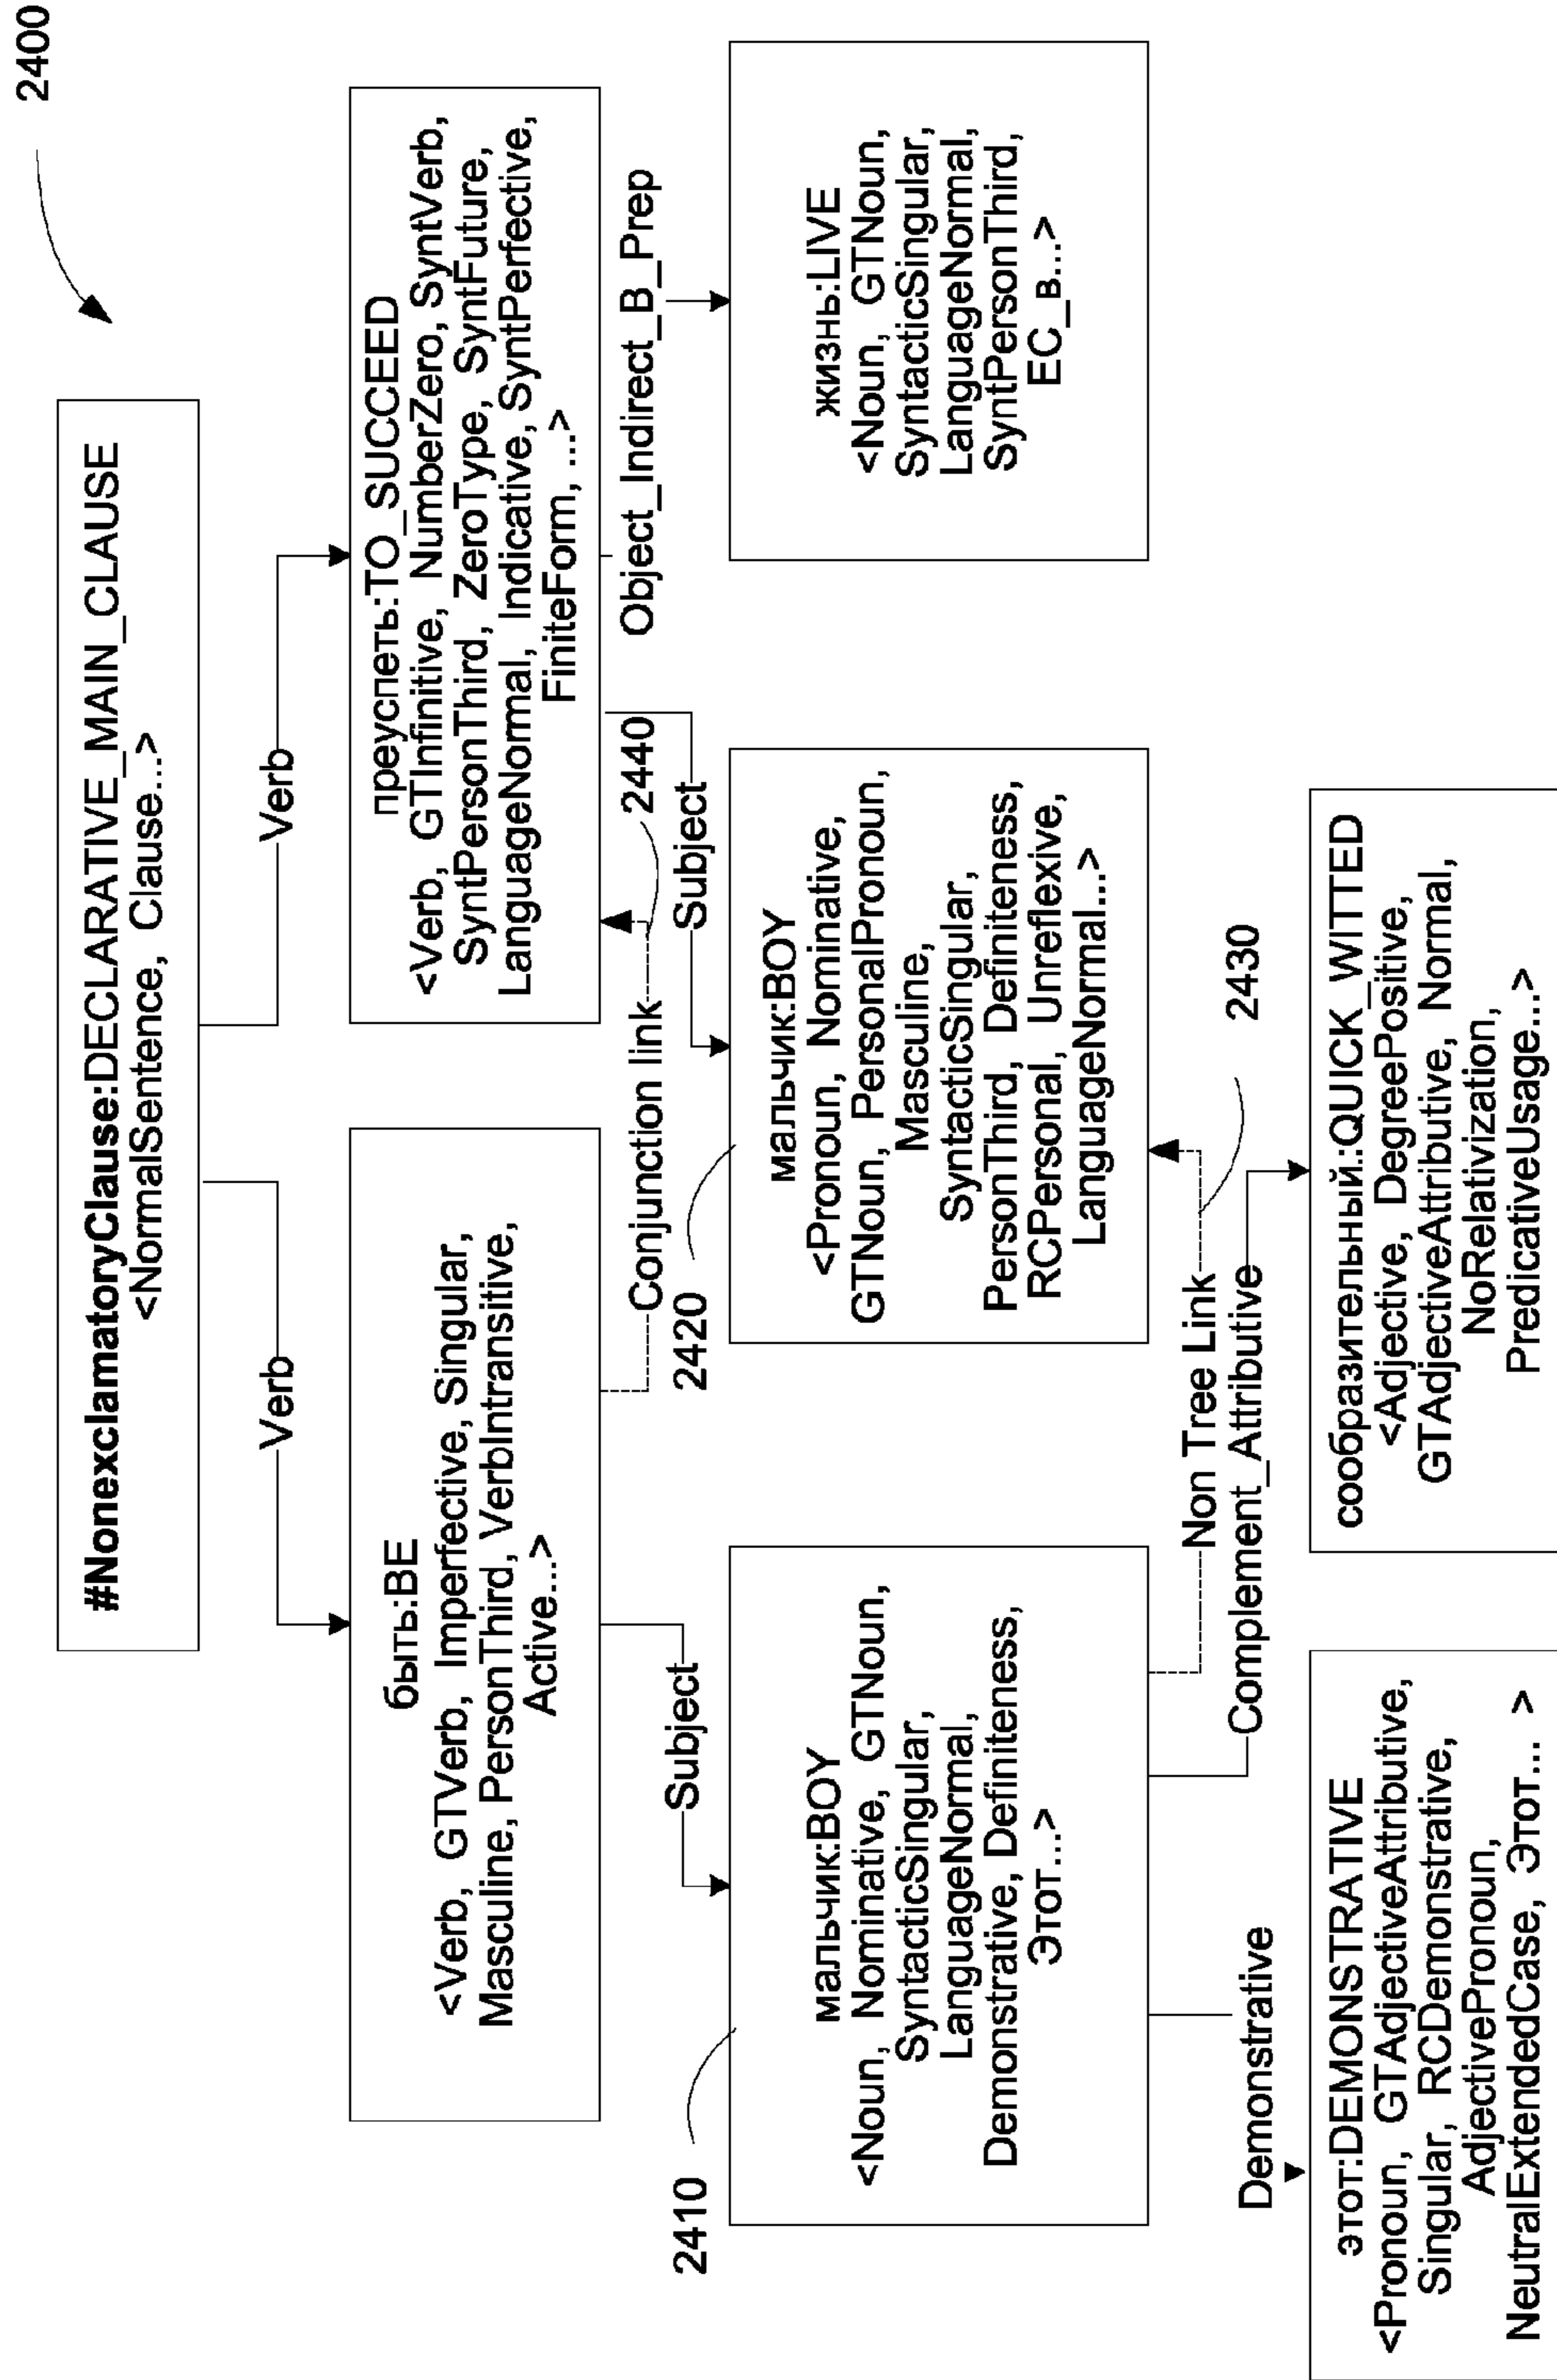 2400
#NonexclamatoryClause:DECLARATIVE_MAIN_CLAUSE
<NormalSentence, Clause...>
Verb
Verb
быть:BE
<Verb, GTVerb, Imperfective, Singular,
Masculine, PersonThird, VerbIntransitive,
Active...>
преуспеть:TO_SUCCEED
<Verb, GTInfinitive, NumberZero, SyntVerb,
SyntPersonThird, ZeroType, SyntFuture,
LanguageNormal, Indicative, SyntPerfective,
FiniteForm, ...>
Subject
Conjunction link
2440
Subject
Object_Indirect_B_Prep
2410
2420
мальчик:BOY
<Noun, Nominative, GTNoun,
SyntacticSingular,
LanguageNormal,
Demonstrative, Definiteness,
Этот...>
мальчик:BOY
<Pronoun, Nominative,
GTNoun, PersonalPronoun,
Masculine,
SyntacticSingular,
PersonThird, Definiteness,
RCPersonal, Unreflexive,
LanguageNormal...>
жизнь:LIVE
<Noun, GTNoun,
SyntacticSingular,
LanguageNormal,
SyntPersonThird,
EC_в...>
Demonstrative
Non Tree Link
Complement_Attributive
2430
этот:DEMONSTRATIVE
<Pronoun, GTAdjectiveAttributive,
Singular, RCDemonstrative,
AdjectivePronoun,
NeutralExtendedCase, Этот... >
сообразительный.:QUICK_WITTED
<Adjective, DegreePositive,
GTAdjectiveAttributive, Normal,
NoRelativization,
PredicativeUsage...>